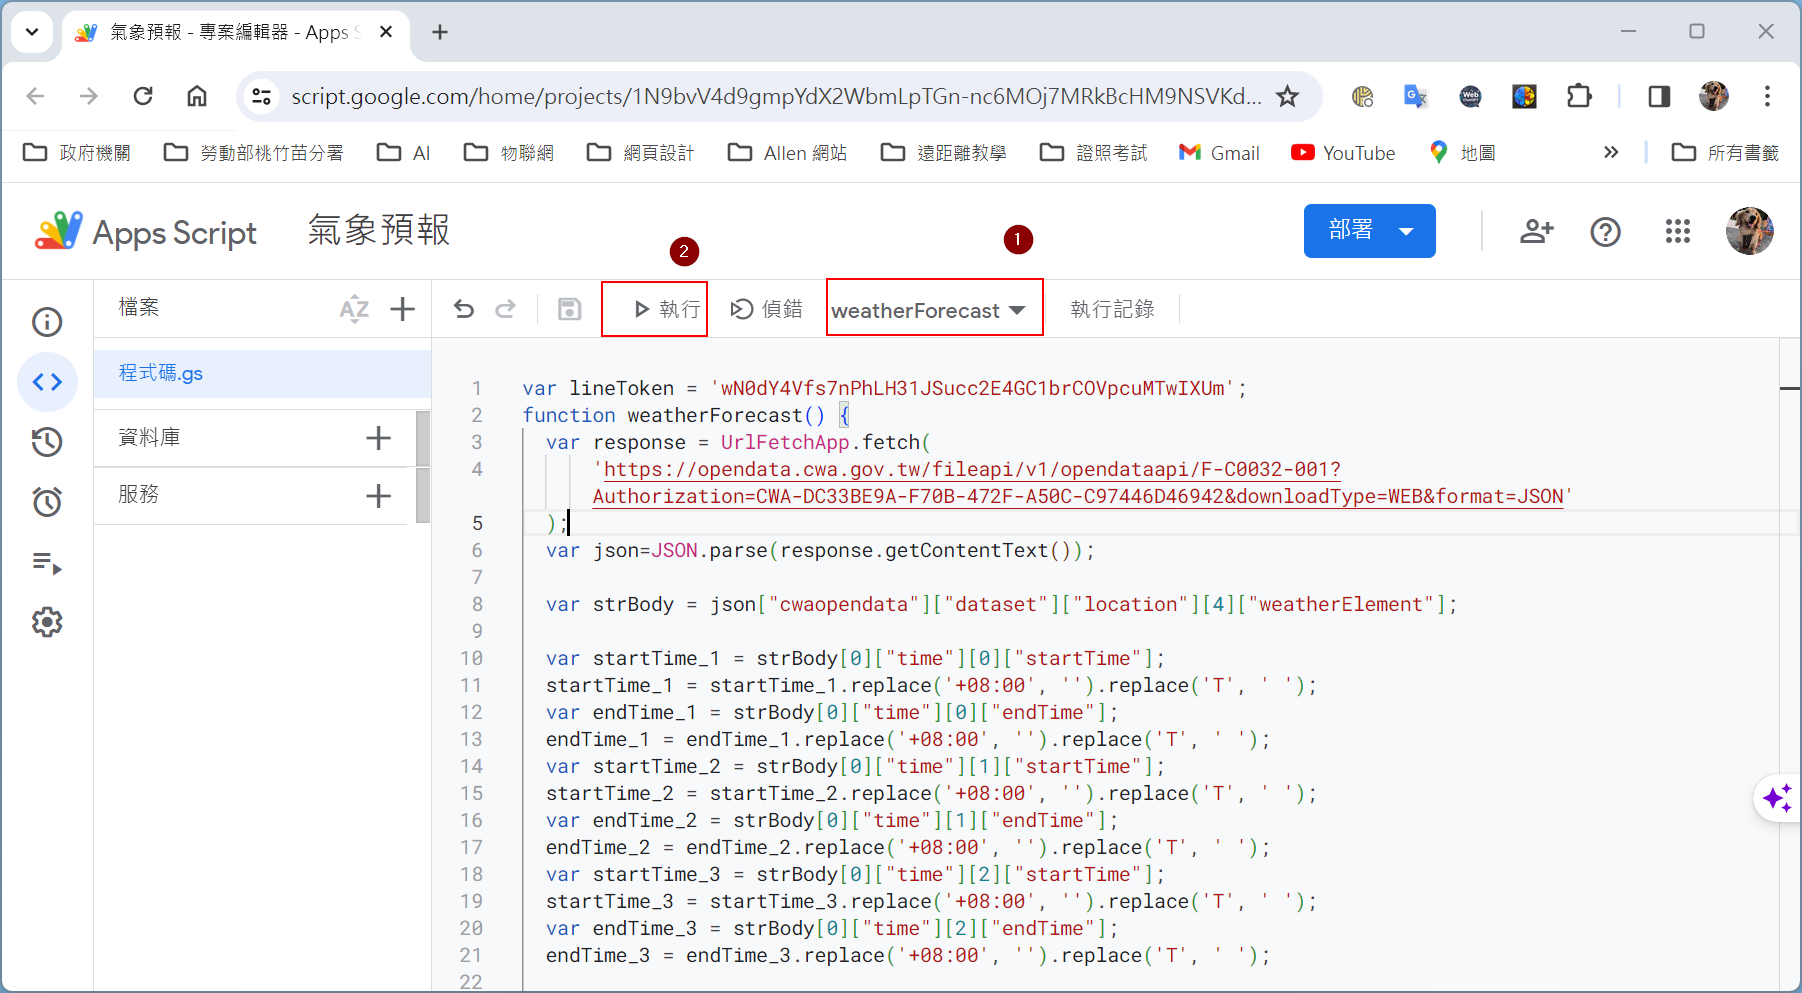 氣象預報 - 專案編輯器 - Apps S
script.google.com/home/projects/1N9bvV4d9gmpYdX2WbmLpTGn-nc6MOj7MRkBcHM9NSVKd...
政府機關 勞動部桃竹苗分署 AI 物聯網 網頁設計 Allen 網站 遠距離教學 證照考試 Gmail YouTube 地圖 » 所有書籤
Apps Script 氣象預報 部署
2 1
檔案 AZ 執行 偵錯 weatherForecast 執行記錄
程式碼.gs
資料庫
服務
1 var lineToken = 'wN0dY4Vfs7nPhLH31JSucc2E4GC1brCOVpcuMTwIXUm';
2 function weatherForecast() {
3 var response = UrlFetchApp.fetch(
4 'https://opendata.cwa.gov.tw/fileapi/v1/opendataapi/F-C0032-001?
Authorization=CWA-DC33BE9A-F70B-472F-A50C-C97446D46942&downloadType=WEB&format=JSON'
5 );
6 var json=JSON.parse(response.getContentText());
7
8 var strBody = json["cwaopendata"]["dataset"]["location"][4]["weatherElement"];
9
10 var startTime_1 = strBody[0]["time"][0]["startTime"];
11 startTime_1 = startTime_1.replace('+08:00', '').replace('T', ' ');
12 var endTime_1 = strBody[0]["time"][0]["endTime"];
13 endTime_1 = endTime_1.replace('+08:00', '').replace('T', ' ');
14 var startTime_2 = strBody[0]["time"][1]["startTime"];
15 startTime_2 = startTime_2.replace('+08:00', '').replace('T', ' ');
16 var endTime_2 = strBody[0]["time"][1]["endTime"];
17 endTime_2 = endTime_2.replace('+08:00', '').replace('T', ' ');
18 var startTime_3 = strBody[0]["time"][2]["startTime"];
19 startTime_3 = startTime_3.replace('+08:00', '').replace('T', ' ');
20 var endTime_3 = strBody[0]["time"][2]["endTime"];
21 endTime_3 = endTime_3.replace('+08:00', '').replace('T', ' ');
22